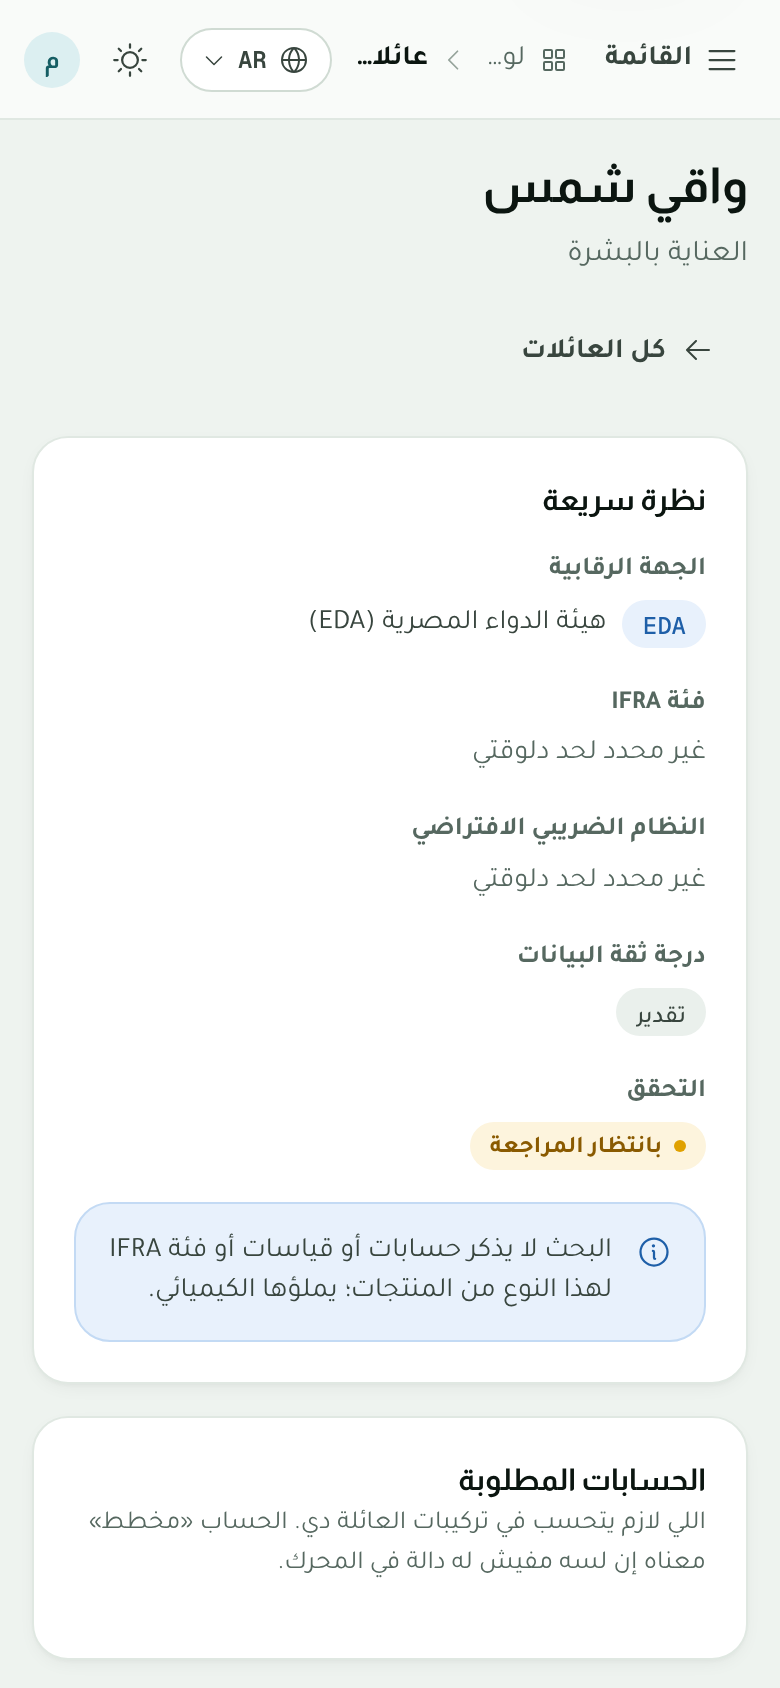 القائمة
لو...
عائلا...
AR
م
واقي شمس
العناية بالبشرة
كل العائلات
نظرة سريعة
الجهة الرقابية
EDA هيئة الدواء المصرية (EDA)
فئة IFRA
غير محدد لحد دلوقتي
النظام الضريبي الافتراضي
غير محدد لحد دلوقتي
درجة ثقة البيانات
تقدير
التحقق
بانتظار المراجعة
البحث لا يذكر حسابات أو قياسات أو فئة IFRA
لهذا النوع من المنتجات؛ يملؤها الكيميائي.
الحسابات المطلوبة
اللي لازم يتحسب في تركيبات العائلة دي. الحساب «مخطط»
معناه إن لسه مفيش له دالة في المحرك.